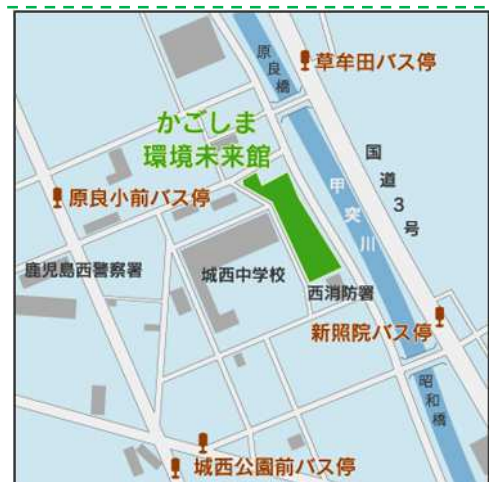 原良橋
草牟田バス停
かごしま
環境未来館
国道3号
甲突川
原良小前バス停
鹿児島西警察署
城西中学校
西消防署
新照院バス停
昭和橋
城西公園前バス停